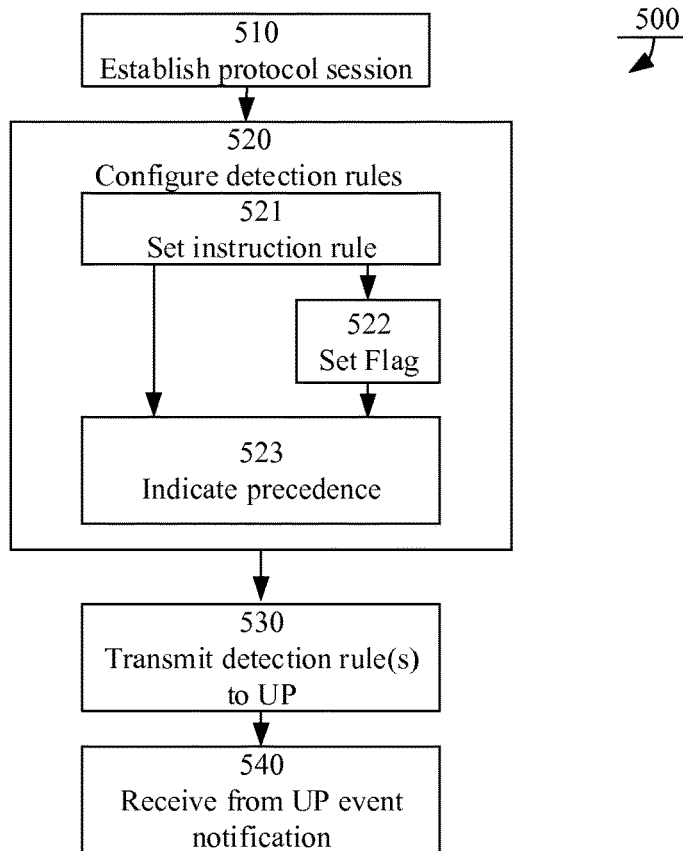 510
Establish protocol session
500
520
Configure detection rules
521
Set instruction rule
522
Set Flag
523
Indicate precedence
530
Transmit detection rule(s)
to UP
540
Receive from UP event
notification